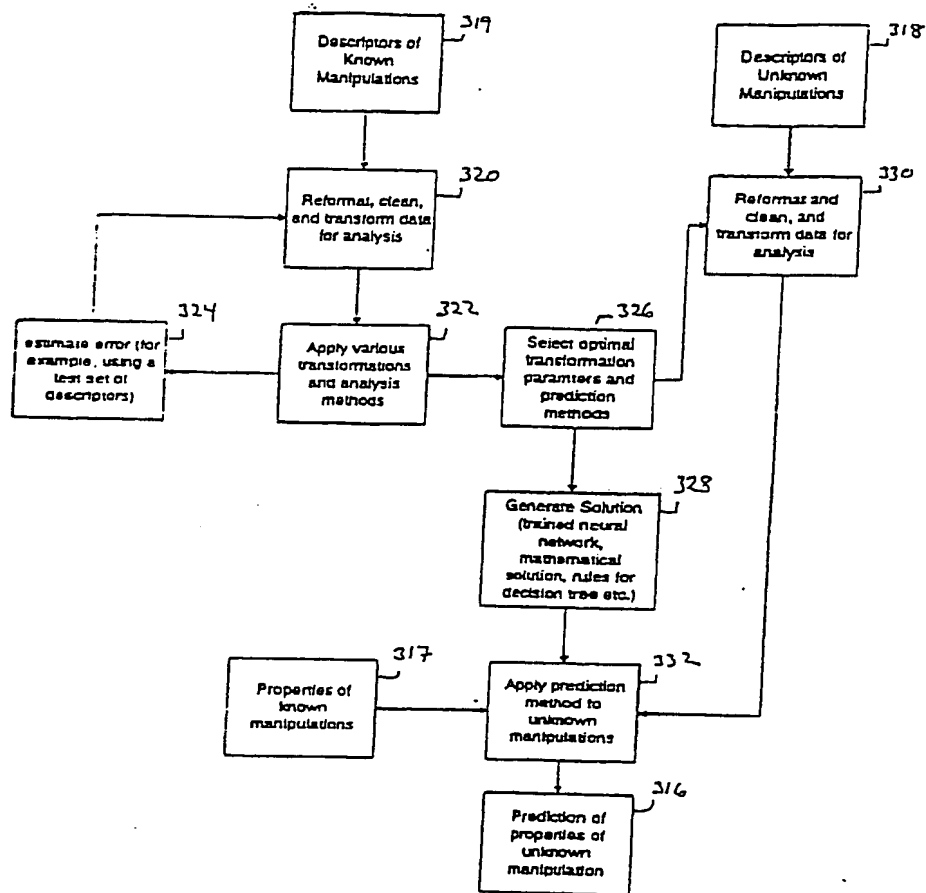 319
Descriptors of
Known
Manipulations
318
Descriptors of
Unknown
Manipulations
320
Reformat, clean,
and transform data
for analysis
330
Reformat and
clean, and
transform data for
analysis
324
estimate error (for
example, using a
test set of
descriptors)
322
Apply various
transformations
and analysis
methods
326
Select optimal
transformation
paramters and
prediction
methods
328
Generate Solution
(trained neural
network,
mathematical
solution, rules for
decision tree etc.)
317
Properties of
known
manipulations
332
Apply prediction
method to
unknown
manipulations
316
Prediction of
properties of
unknown
manipulation